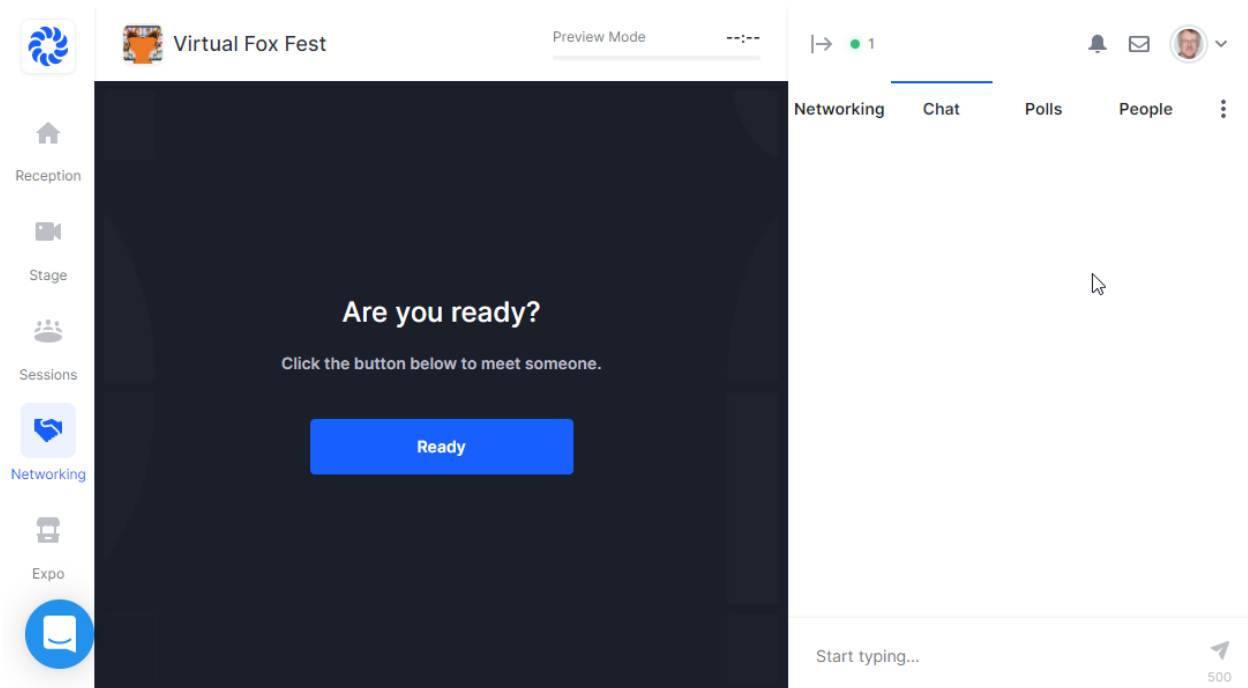 Virtual Fox Fest
Preview Mode
--:--
1
Reception
Stage
Sessions
Networking
Expo
Are you ready?
Click the button below to meet someone.
Ready
Networking Chat Polls People
Start typing...
500